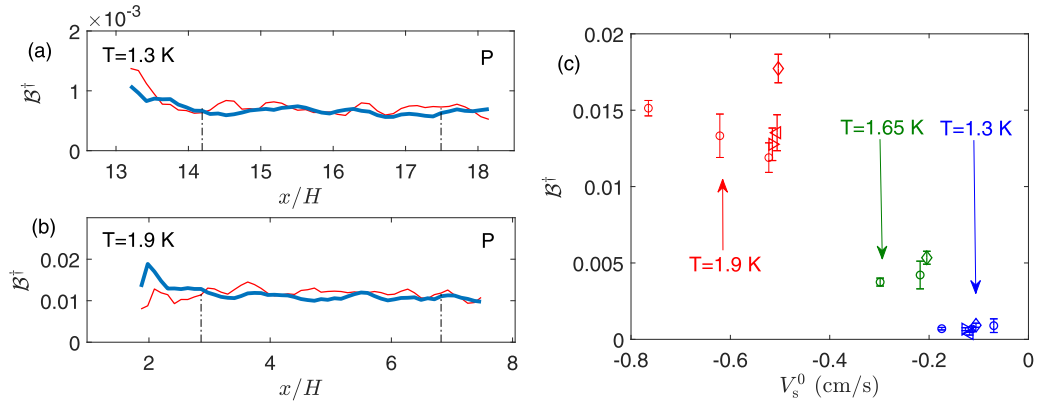 ×10⁻³
(a)
T=1.3 K
P
2
1
0
ℬ†
13 14 15 16 17 18
x/H
(b)
T=1.9 K
P
0.02
0.01
0
ℬ†
2 4 6 8
x/H
(c)
0.02
0.015
0.01
0.005
0
ℬ†
T=1.65 K
T=1.3 K
T=1.9 K
-0.8 -0.6 -0.4 -0.2 0
V_s^0 (cm/s)